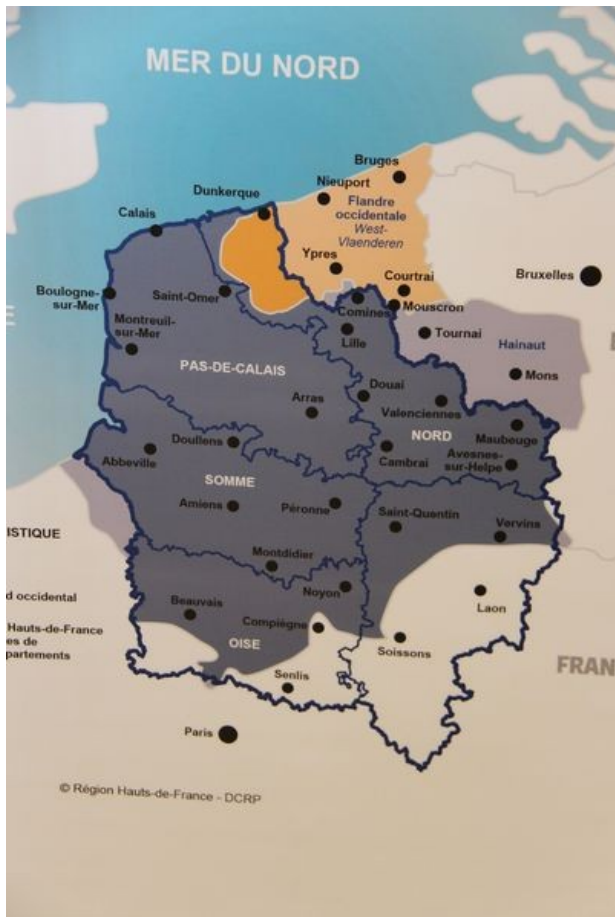 MER DU NORD
Bruges
Nieuport
Dunkerque
Flandre
occidentale
West-
Vlaenderen
Calais
Ypres
Courtrai
Bruxelles
Boulogne-
sur-Mer
Saint-Omer
Comines
Mouscron
Montreuil-
sur-Mer
Lille
Tournai
Hainaut
PAS-DE-CALAIS
Mons
Douai
Arras
Valenciennes
Doullens
NORD
Maubeuge
Abbeville
Cambrai
Avesnes-
sur-Helpe
SOMME
Amiens
Péronne
Saint-Quentin
Vervins
ISTIQUE
Montdidier
Noyon
d occidental
Beauvais
Laon
Hauts-de-France
es de
partements
Compiègne
OISE
Soissons
Senlis
FRAN
Paris
© Région Hauts-de-France - DCRP